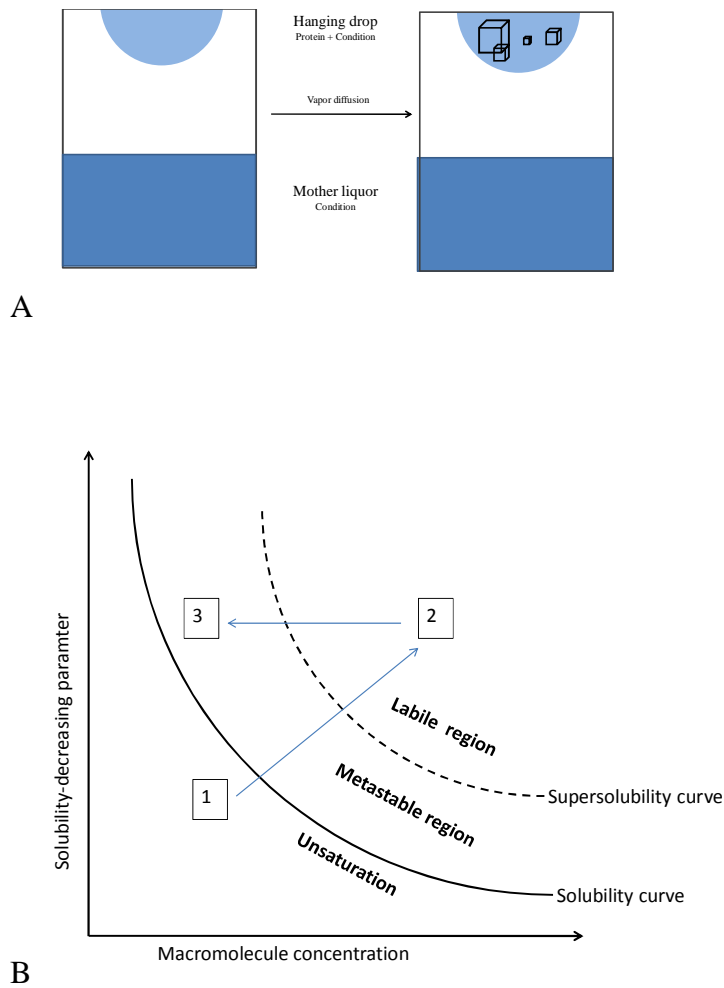 Hanging drop
Protein + Condition
Vapor diffusion
Mother liquor
Condition
A
Solubility-decreasing paramter
3
2
1
Labile region
Metastable region
Unsaturation
Supersolubility curve
Solubility curve
Macromolecule concentration
B